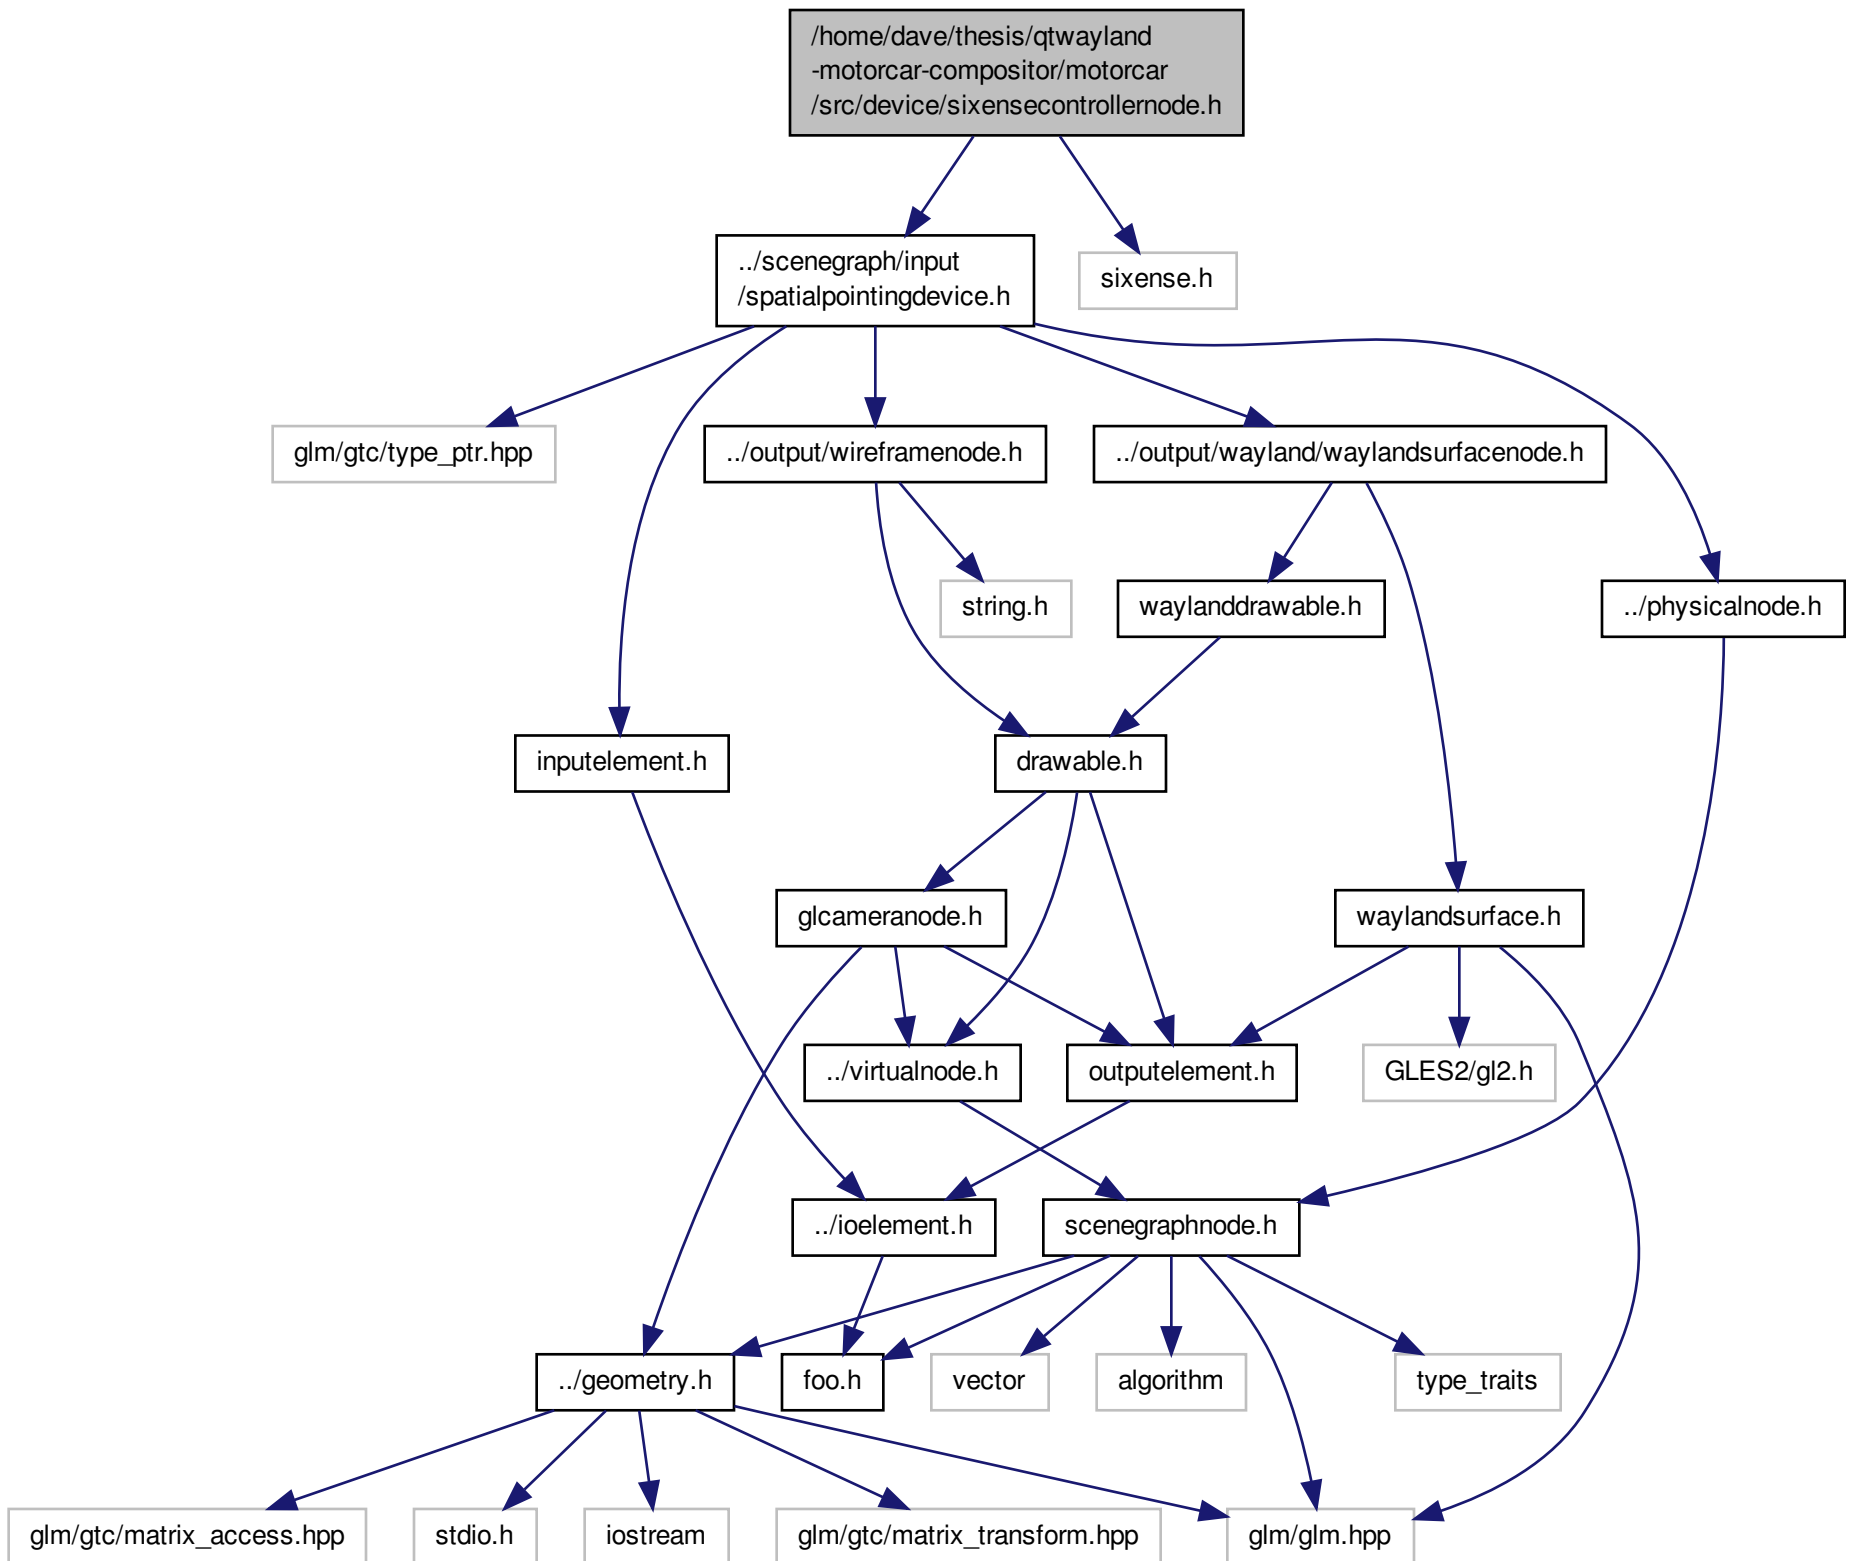 /home/dave/thesis/qtwayland
-motorcar-compositor/motorcar
/src/device/sixensecontrollernode.h
../scenegraph/input
/spatialpointingdevice.h
sixense.h
glm/gtc/type_ptr.hpp
../output/wireframenode.h
../output/wayland/waylandsurfacenode.h
string.h
waylanddrawable.h
../physicalnode.h
inputelement.h
drawable.h
glcameranode.h
waylandsurface.h
../virtualnode.h
outputelement.h
GLES2/gl2.h
../ioelement.h
scenegraphnode.h
../geometry.h
foo.h
vector
algorithm
type_traits
glm/gtc/matrix_access.hpp
stdio.h
iostream
glm/gtc/matrix_transform.hpp
glm/glm.hpp